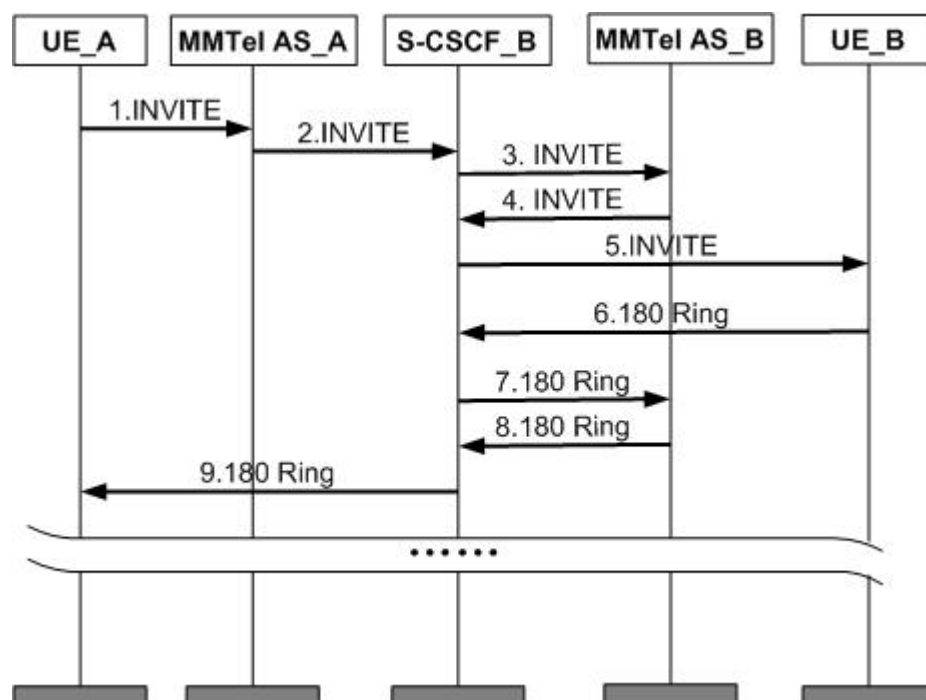 UE_A
MMTel AS_A
S-CSCF_B
MMTel AS_B
UE_B
1.INVITE
2.INVITE
3. INVITE
4. INVITE
5.INVITE
6.180 Ring
7.180 Ring
8.180 Ring
9.180 Ring
......